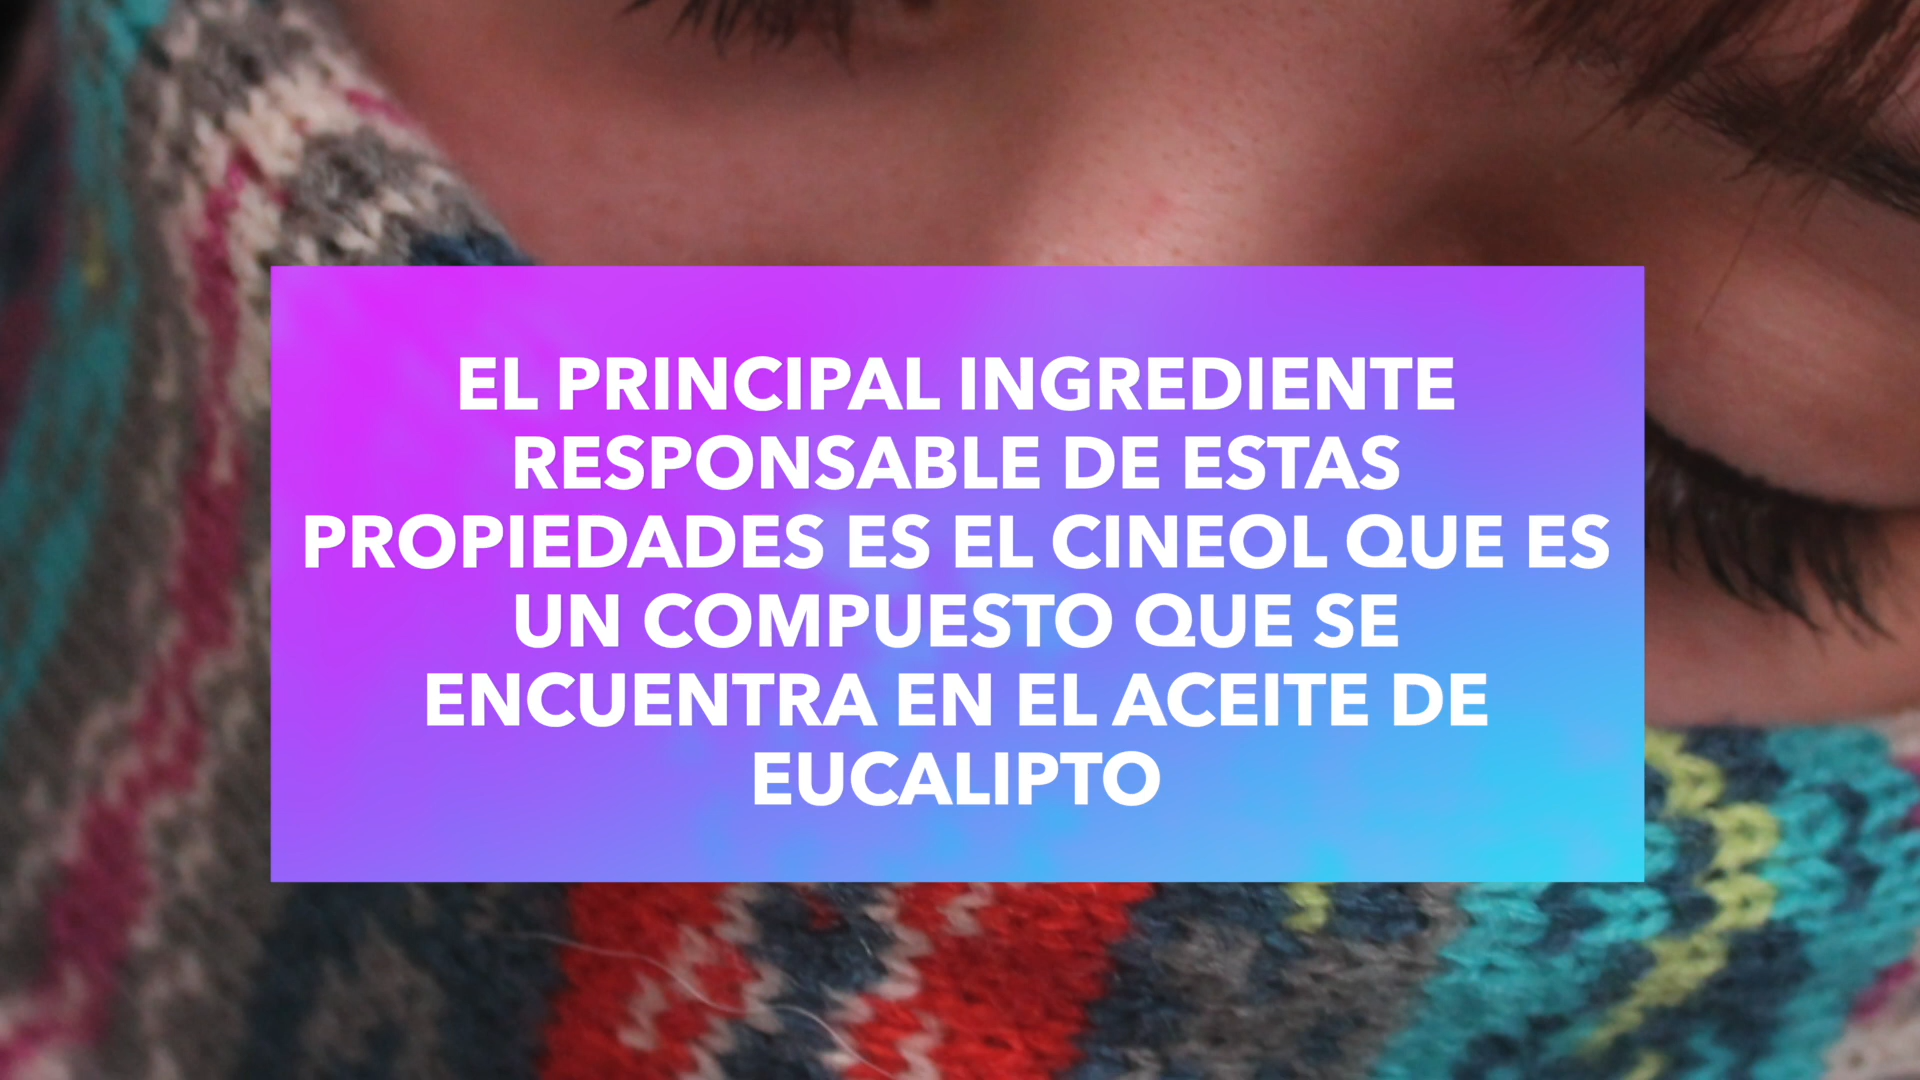 EL PRINCIPAL INGREDIENTE
RESPONSABLE DE ESTAS
PROPIEDADES ES EL CINEOL QUE ES
UN COMPUESTO QUE SE
ENCUENTRA EN EL ACEITE DE
EUCALIPTO